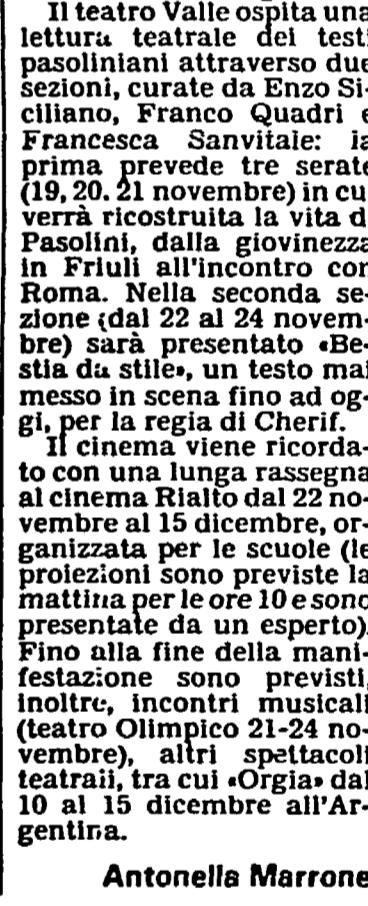 Il teatro Valle ospita una
lettura teatrale dei testi
pasoliniani attraverso due
sezioni, curate da Enzo Si-
ciliano, Franco Quadri e
Francesca Sanvitale: la
prima prevede tre serate
(19, 20. 21 novembre) in cui
verrà ricostruita la vita di
Pasolini, dalla giovinezza
in Friuli all'incontro con
Roma. Nella seconda se-
zione (dal 22 al 24 novem-
bre) sarà presentato «Be-
stia da stile», un testo mai
messo in scena fino ad og-
gi, per la regia di Cherif.
Il cinema viene ricorda-
to con una lunga rassegna
al cinema Rialto dal 22 no-
vembre al 15 dicembre, or-
ganizzata per le scuole (le
proiezioni sono previste la
mattina per le ore 10 e sono
presentate da un esperto).
Fino alla fine della mani-
festazione sono previsti,
inoltre, incontri musicali
(teatro Olimpico 21-24 no-
vembre), altri spettacoli
teatrali, tra cui «Orgia» dal
10 al 15 dicembre all'Ar-
gentina.
Antonella Marrone